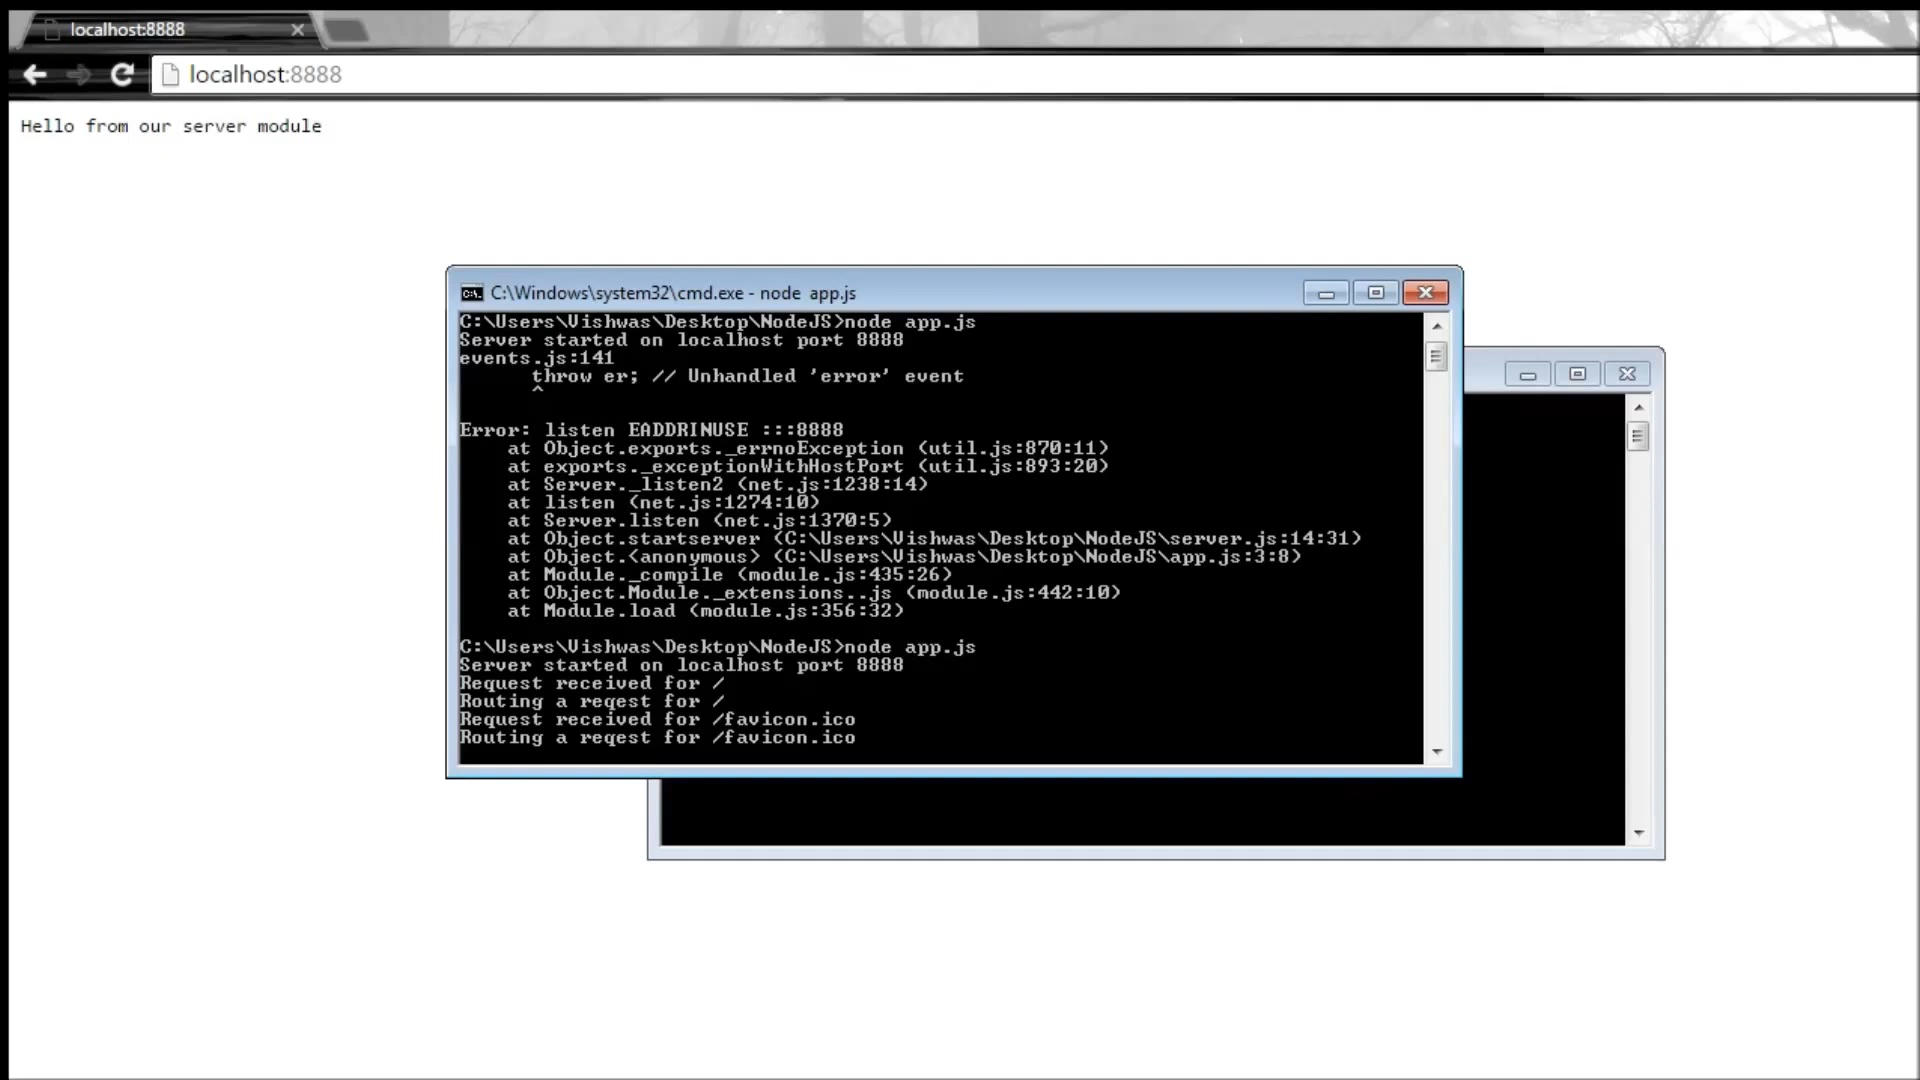 localhost:8888
localhost:8888
Hello from our server module
C:\Windows\system32\cmd.exe - node  app.js
C:\Users\Vishwas\Desktop\NodeJS>node app.js
Server started on localhost port 8888
events.js:141
      throw er; // Unhandled 'error' event
      ^
Error: listen EADDRINUSE :::8888
    at Object.exports._errnoException (util.js:870:11)
    at exports._exceptionWithHostPort (util.js:893:20)
    at Server._listen2 (net.js:1238:14)
    at listen (net.js:1274:10)
    at Server.listen (net.js:1370:5)
    at Object.startserver (C:\Users\Vishwas\Desktop\NodeJS\server.js:14:31)
    at Object.<anonymous> (C:\Users\Vishwas\Desktop\NodeJS\app.js:3:8)
    at Module._compile (module.js:435:26)
    at Object.Module._extensions..js (module.js:442:10)
    at Module.load (module.js:356:32)
C:\Users\Vishwas\Desktop\NodeJS>node app.js
Server started on localhost port 8888
Request received for /
Routing a reqest for /
Request received for /favicon.ico
Routing a reqest for /favicon.ico